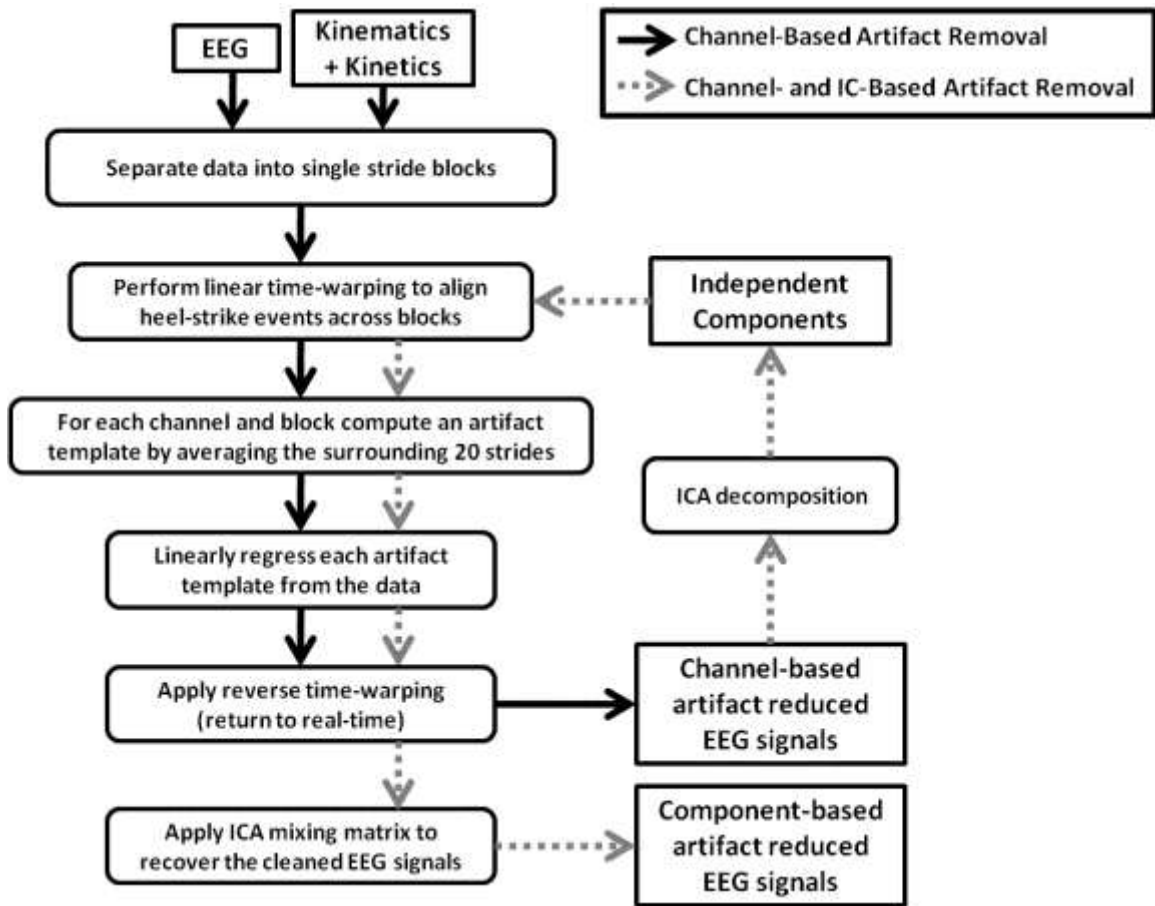 EEG
Kinematics
+ Kinetics
Channel-Based Artifact Removal
Channel- and IC-Based Artifact Removal
Separate data into single stride blocks
Perform linear time-warping to align
heel-strike events across blocks
Independent
Components
For each channel and block compute an artifact
template by averaging the surrounding 20 strides
ICA decomposition
Linearly regress each artifact
template from the data
Apply reverse time-warping
(return to real-time)
Channel-based
artifact reduced
EEG signals
Apply ICA mixing matrix to
recover the cleaned EEG signals
Component-based
artifact reduced
EEG signals